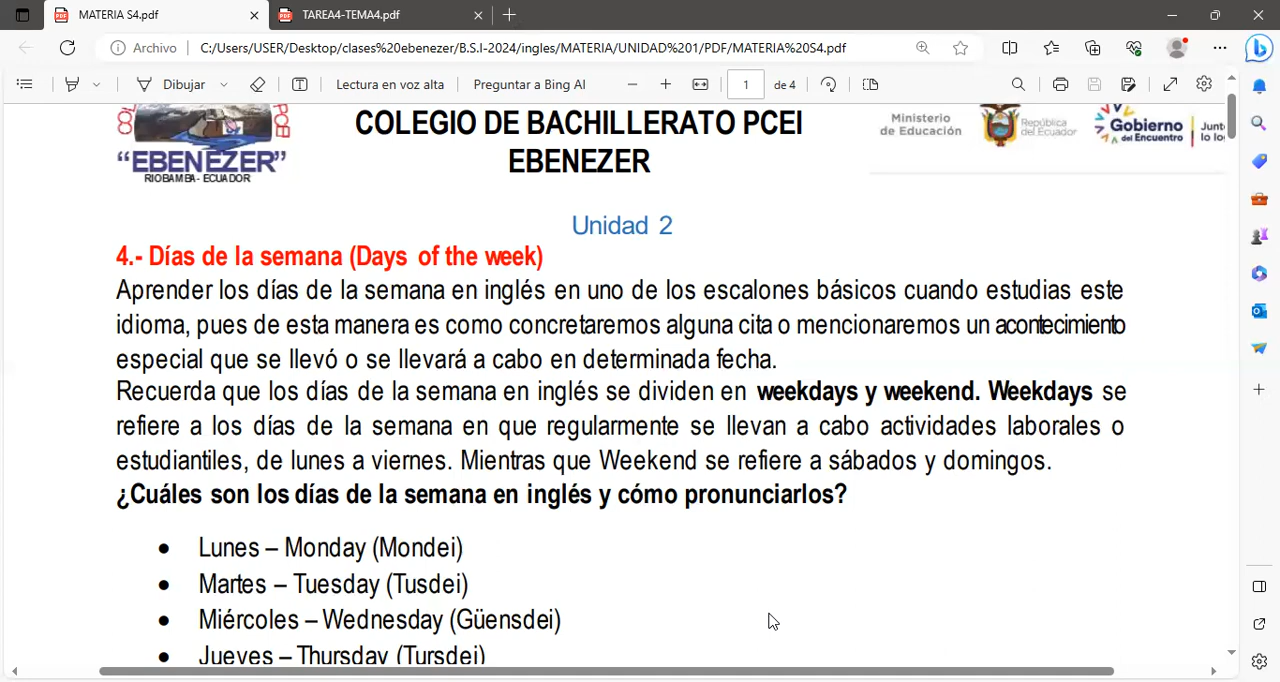 MATERIA S4.pdf
TAREA4-TEMA4.pdf
Archivo
C:/Users/USER/Desktop/clases%20ebenezer/B.S.I-2024/ingles/MATERIA/UNIDAD%201/PDF/MATERIA%20S4.pdf
Dibujar
Lectura en voz alta
Preguntar a Bing AI
1
de 4
COLEGIO DE BACHILLERATO PCEI
EBENEZER
"EBENEZER"
RIOBAMBA - ECUADOR
PCEI
Ministerio
de Educación
República
del Ecuador
Gobierno
del Encuentro
Junt
lo lo
Unidad 2
4.- Días de la semana (Days of the week)
Aprender los días de la semana en inglés en uno de los escalones básicos cuando estudias este
idioma, pues de esta manera es como concretaremos alguna cita o mencionaremos un acontecimiento
especial que se llevó o se llevará a cabo en determinada fecha.
Recuerda que los días de la semana en inglés se dividen en weekdays y weekend. Weekdays se
refiere a los días de la semana en que regularmente se llevan a cabo actividades laborales o
estudiantiles, de lunes a viernes. Mientras que Weekend se refiere a sábados y domingos.
¿Cuáles son los días de la semana en inglés y cómo pronunciarlos?
• Lunes – Monday (Mondei)
• Martes – Tuesday (Tusdei)
• Miércoles – Wednesday (Güensdei)
• Jueves – Thursday (Tursdei)